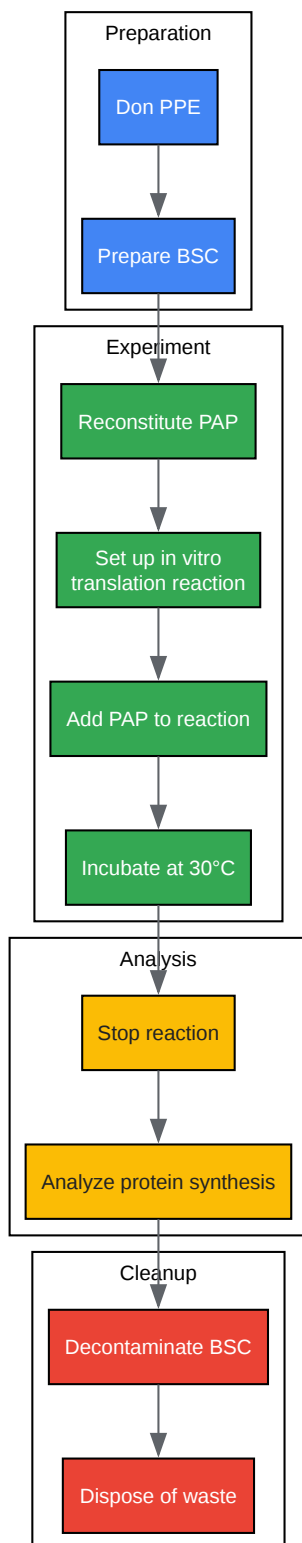 Preparation
Don PPE
Prepare BSC
Experiment
Reconstitute PAP
Set up in vitro
translation reaction
Add PAP to reaction
Incubate at 30°C
Analysis
Stop reaction
Analyze protein synthesis
Cleanup
Decontaminate BSC
Dispose of waste